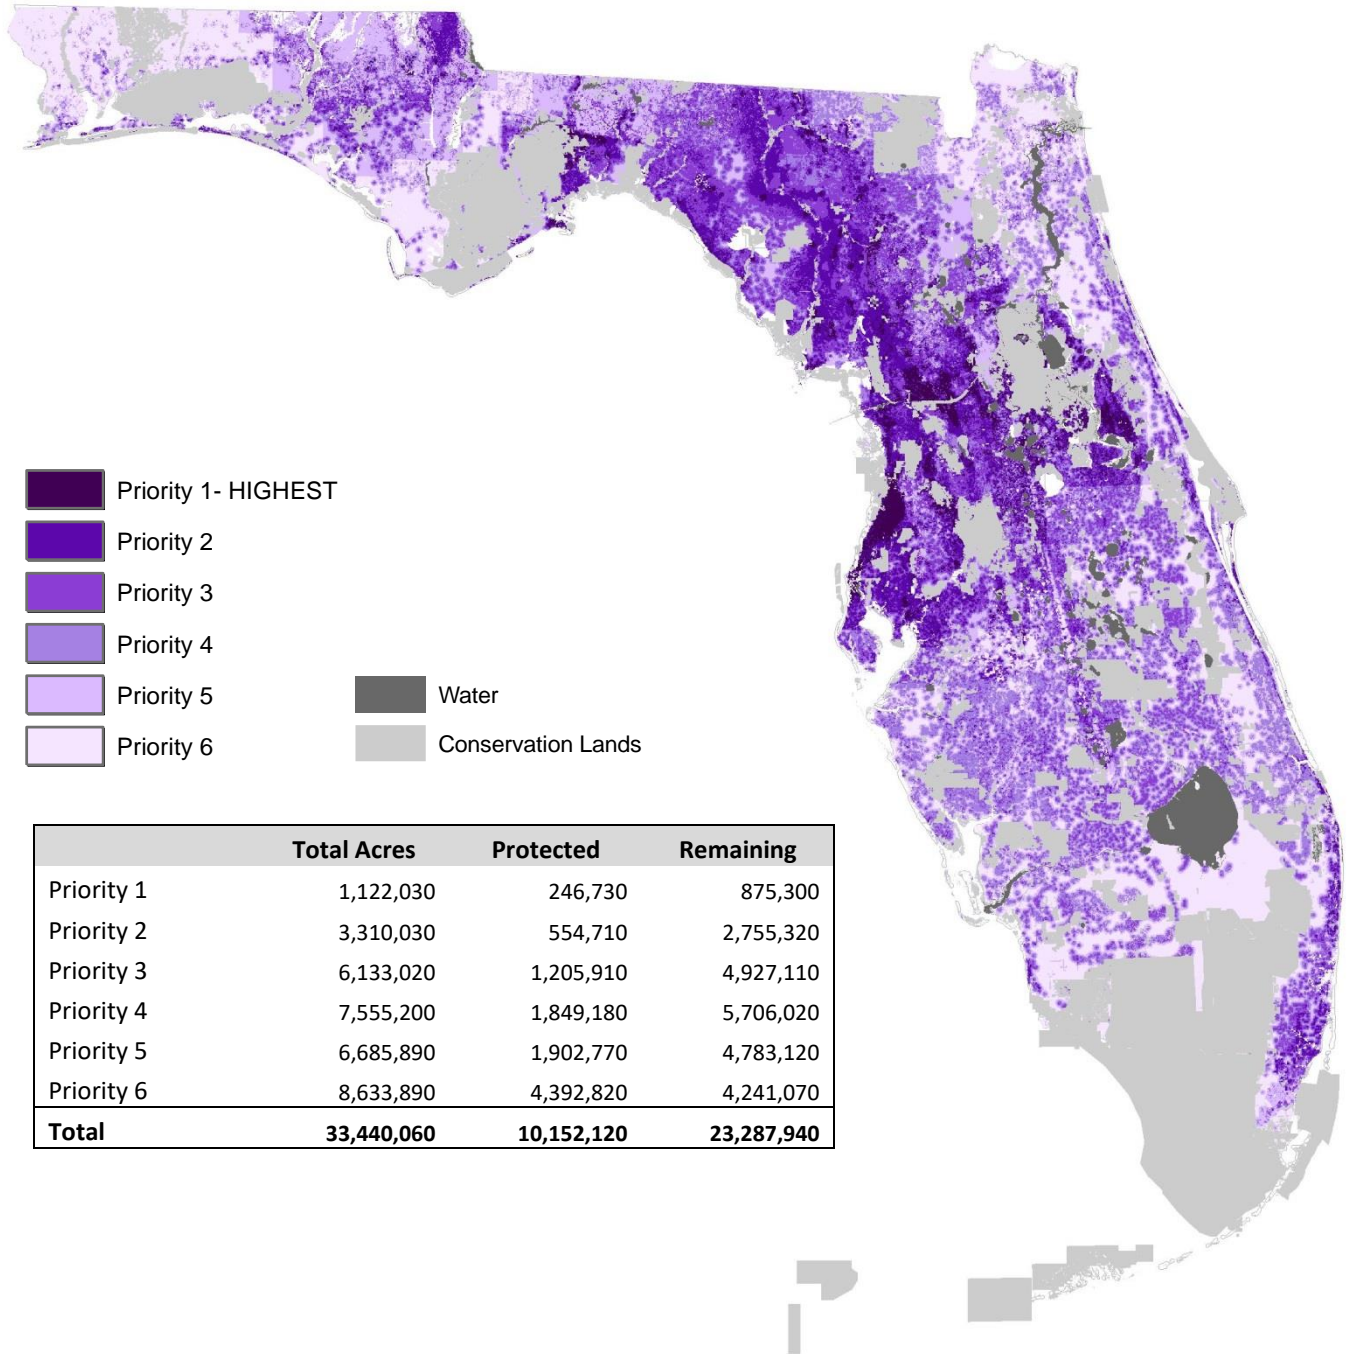 Priority 1- HIGHEST
Priority 2
Priority 3
Priority 4
Priority 5
Priority 6
Water
Conservation Lands
Total Acres Protected Remaining
Priority 1 1,122,030 246,730 875,300
Priority 2 3,310,030 554,710 2,755,320
Priority 3 6,133,020 1,205,910 4,927,110
Priority 4 7,555,200 1,849,180 5,706,020
Priority 5 6,685,890 1,902,770 4,783,120
Priority 6 8,633,890 4,392,820 4,241,070
Total 33,440,060 10,152,120 23,287,940